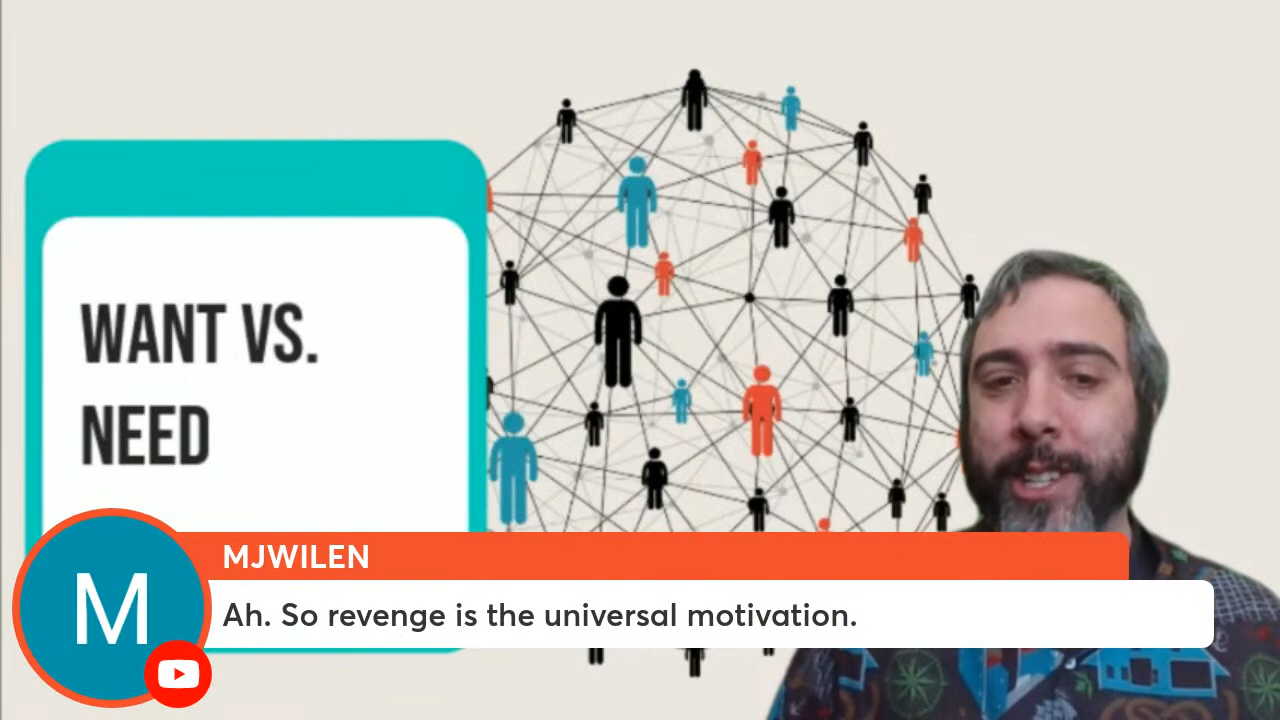 WANT VS.
NEED
M
MJWILEN
Ah. So revenge is the universal motivation.